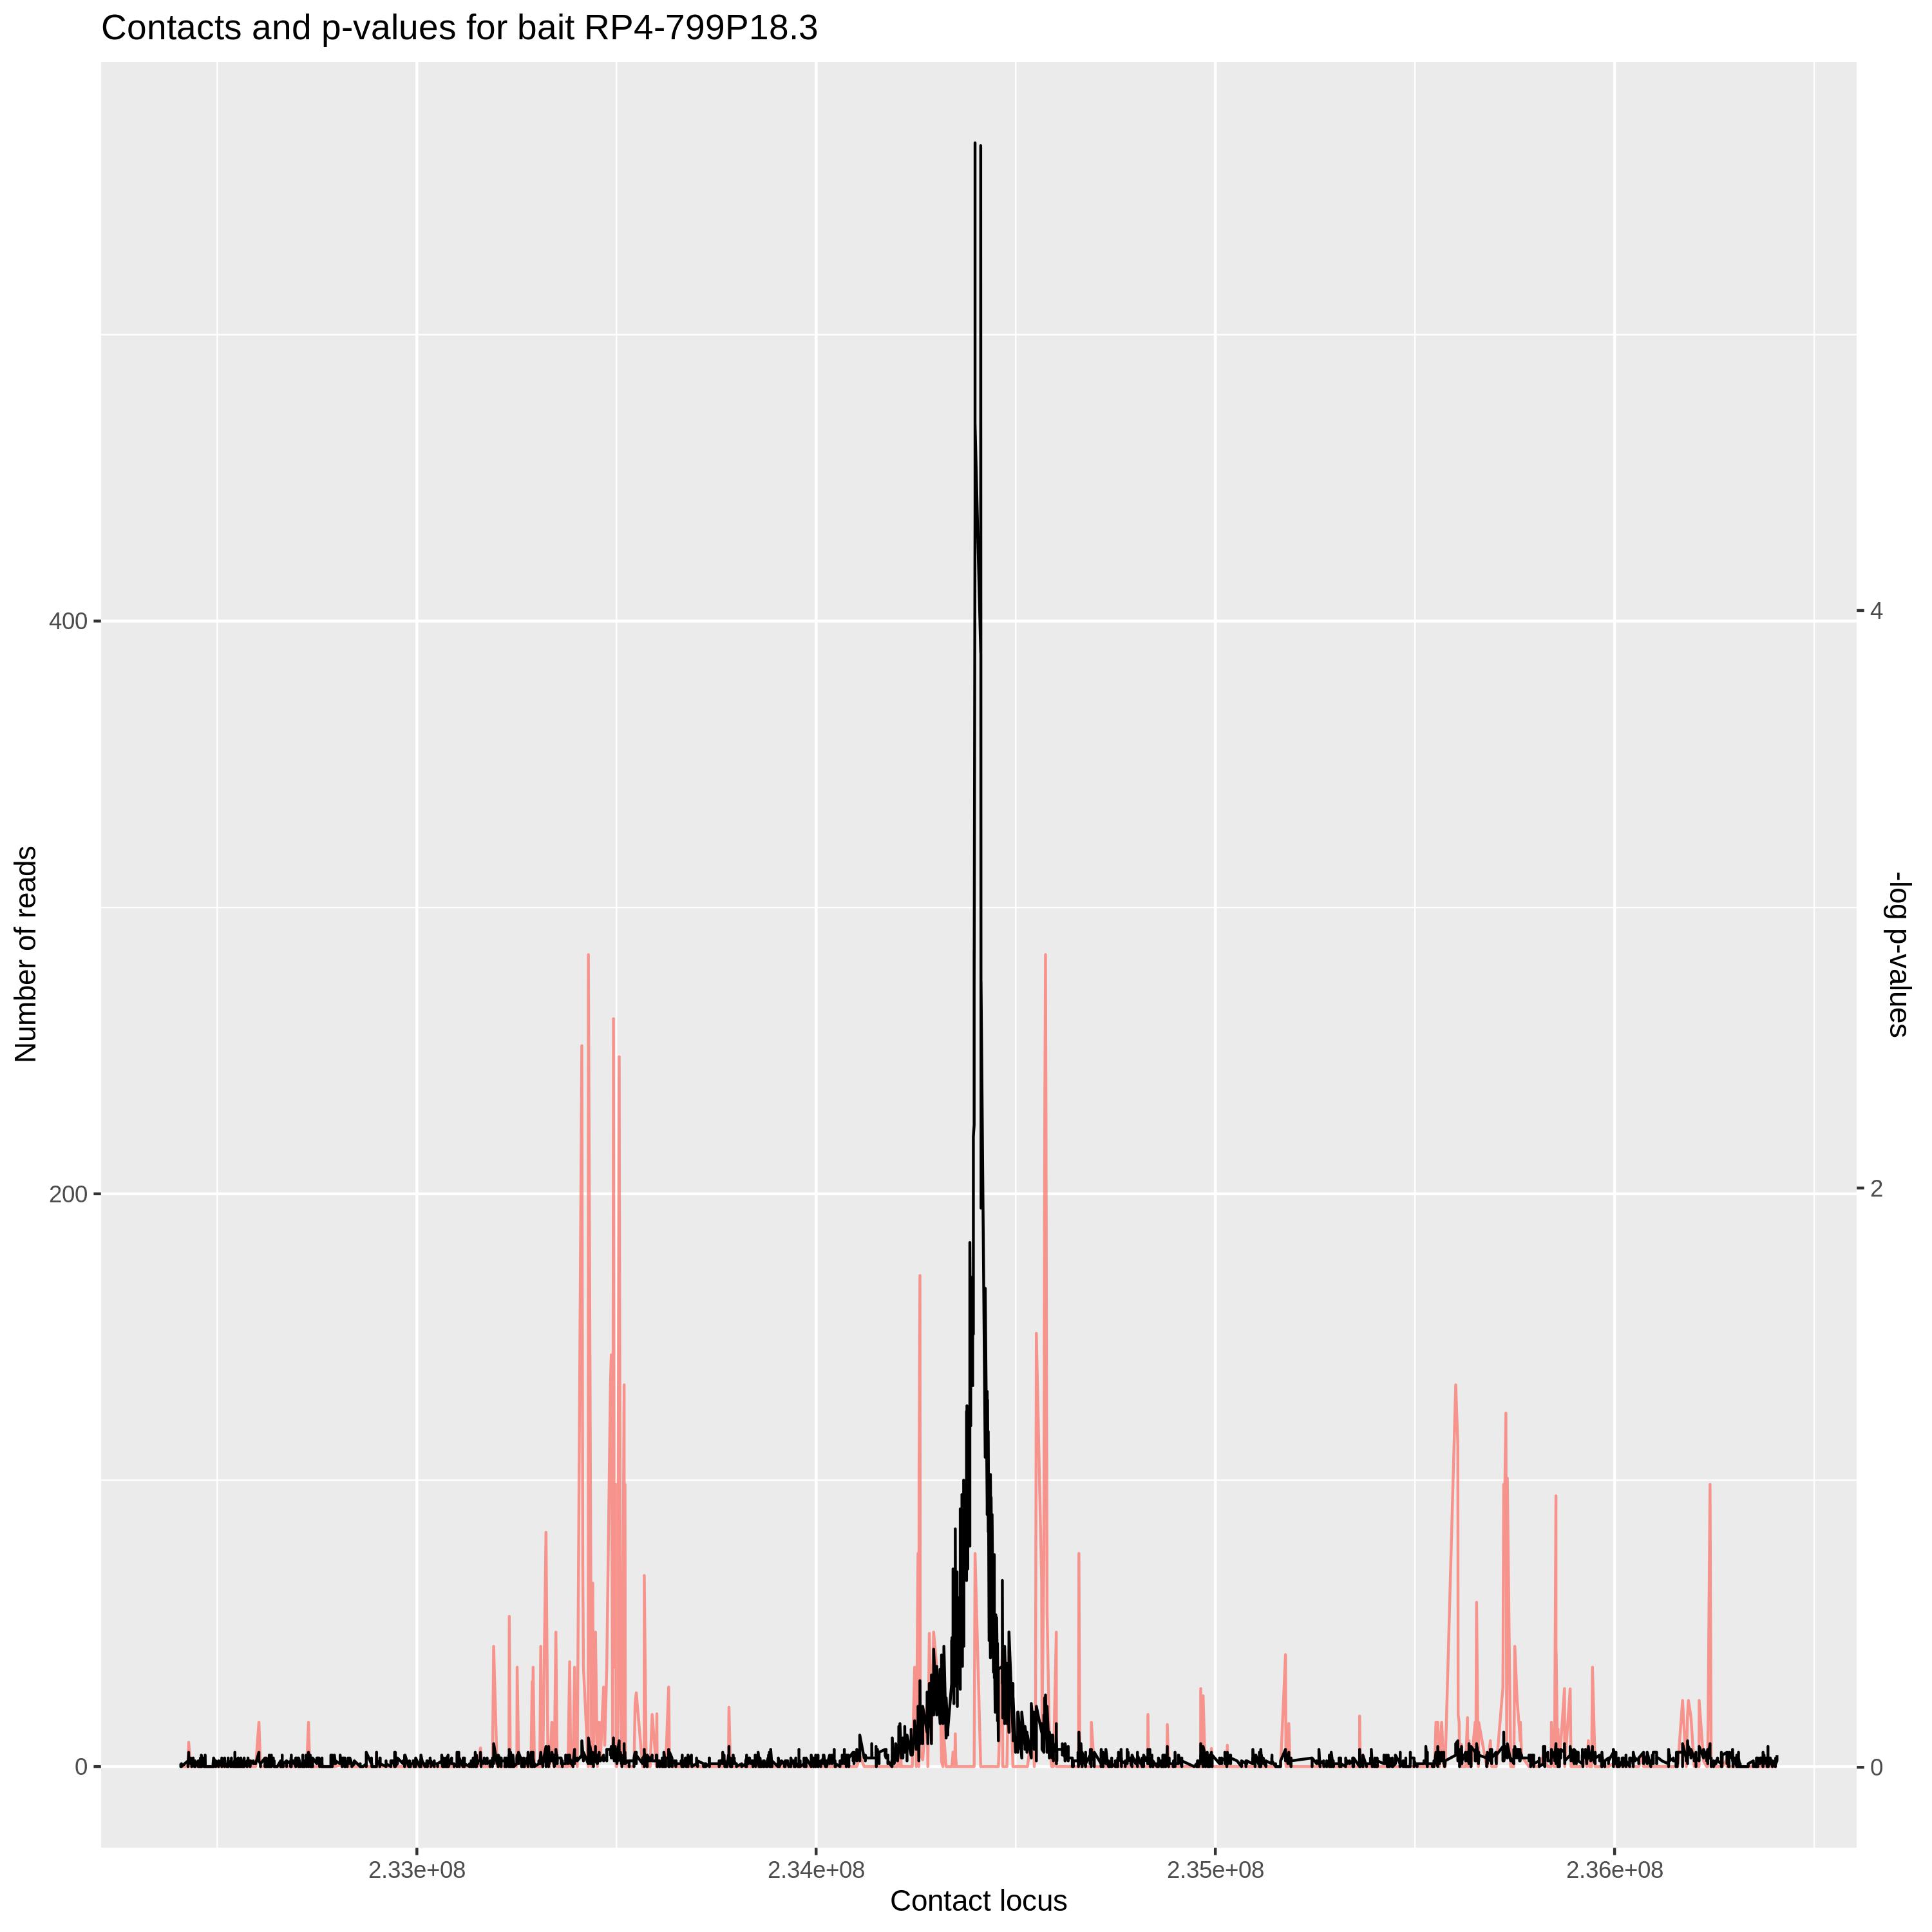 Contacts and p-values for bait RP4-799P18.3
Number of reads
400
200
0
4
2
0
-log p-values
2.33e+08
2.34e+08
2.35e+08
2.36e+08
Contact locus